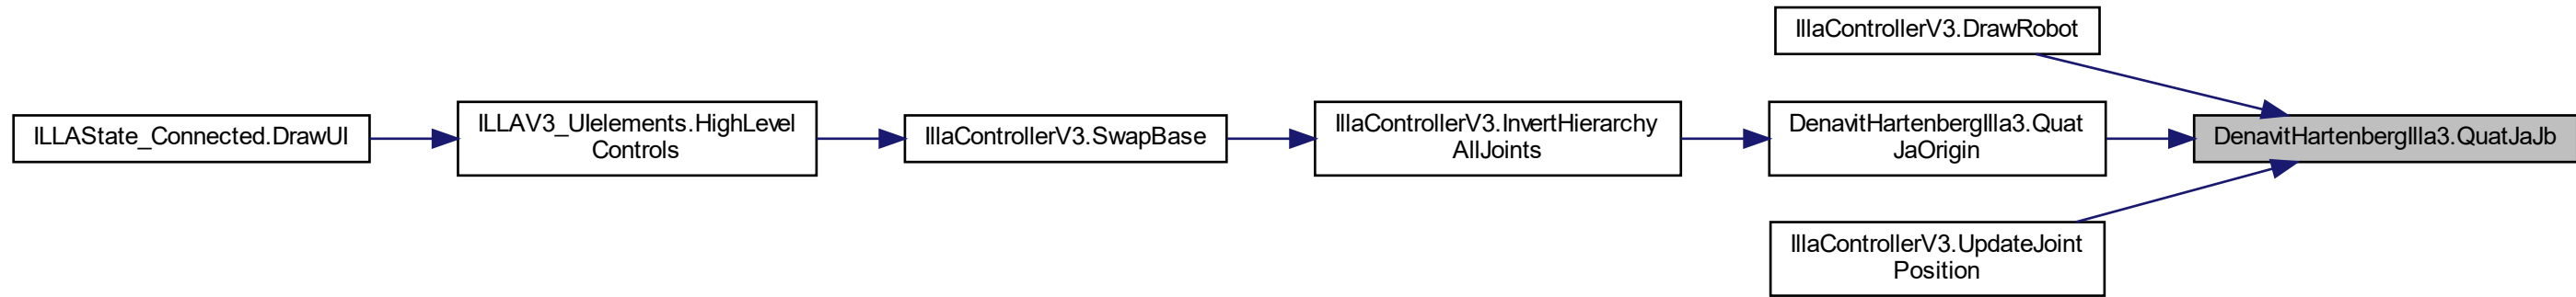 IllaControllerV3.DrawRobot
ILLAState_Connected.DrawUI
ILLAV3_UIelements.HighLevel
Controls
IllaControllerV3.SwapBase
IllaControllerV3.InvertHierarchy
AllJoints
DenavitHartenbergIlla3.Quat
JaOrigin
DenavitHartenbergIlla3.QuatJaJb
IllaControllerV3.UpdateJoint
Position